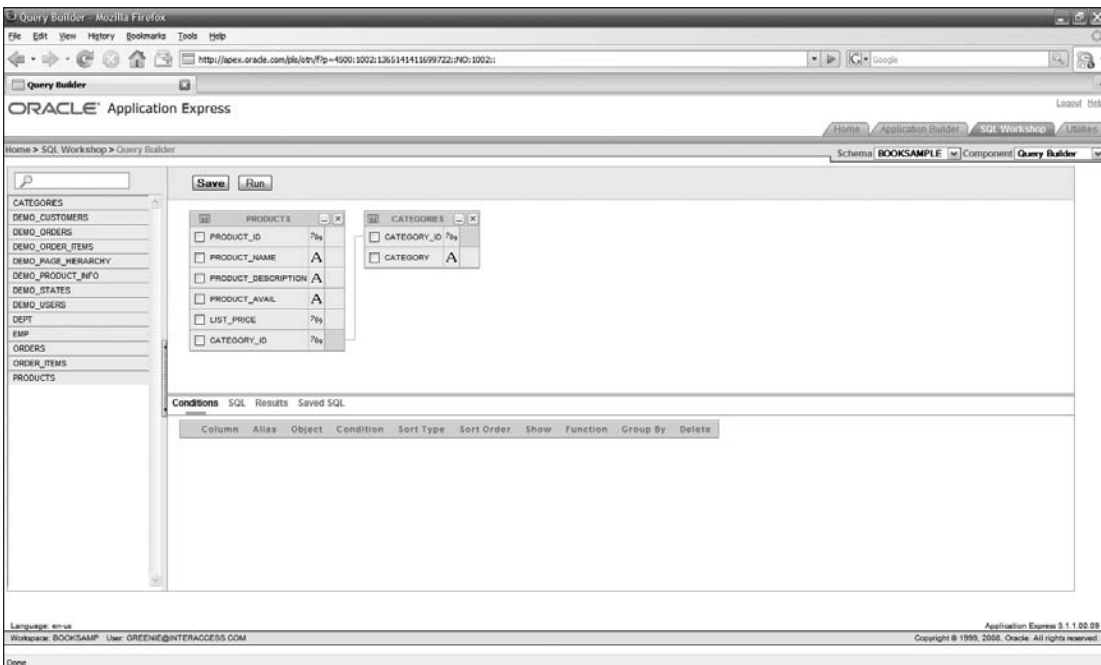 Query Builder - Mozilla Firefox
File Edit View History Bookmarks Tools Help
http://apex.oracle.com/pls/otn/f?p=4500:1002:1365141411699722::NO:1002::
Google
Query Builder
ORACLE Application Express
Logout
Home Application Builder SQL Workshop Utilities
Home > SQL Workshop > Query Builder
Schema BOOKSAMPLE Component Query Builder
Save Run
CATEGORIES
DEMO_CUSTOMERS
DEMO_ORDERS
DEMO_ORDER_ITEMS
DEMO_PAGE_HIERARCHY
DEMO_PRODUCT_INFO
DEMO_STATES
DEMO_USERS
DEPT
EMP
ORDERS
ORDER_ITEMS
PRODUCTS
PRODUCTS
PRODUCT_ID 789
PRODUCT_NAME A
PRODUCT_DESCRIPTION A
PRODUCT_AVAIL A
LIST_PRICE 789
CATEGORY_ID 789
CATEGORIES
CATEGORY_ID 789
CATEGORY A
Conditions SQL Results Saved SQL
Column Alias Object Condition Sort Type Sort Order Show Function Group By Delete
Language: en-us
Application Express 3.1.1.00.09
Workspace: BOOKSAMP User: GREENIE@INTERACCESS.COM
Copyright © 1999, 2008, Oracle. All rights reserved.
Done